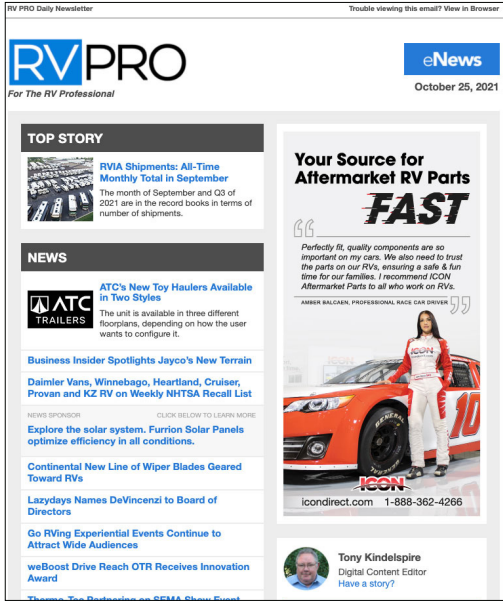 RV PRO Daily Newsletter
Trouble viewing this email? View in Browser
RVPRO
For The RV Professional
eNews
October 25, 2021
TOP STORY
RVIA Shipments: All-Time
Monthly Total in September
The month of September and Q3 of
2021 are in the record books in terms of
number of shipments.
NEWS
ATC TRAILERS
ATC's New Toy Haulers Available
in Two Styles
The unit is available in three different
floorplans, depending on how the user
wants to configure it.
Business Insider Spotlights Jayco's New Terrain
Daimler Vans, Winnebago, Heartland, Cruiser,
Provan and KZ RV on Weekly NHTSA Recall List
NEWS SPONSOR
CLICK BELOW TO LEARN MORE
Explore the solar system. Furrion Solar Panels
optimize efficiency in all conditions.
Continental New Line of Wiper Blades Geared
Toward RVs
Lazydays Names DeVincenzi to Board of
Directors
Go RVing Experiential Events Continue to
Attract Wide Audiences
weBoost Drive Reach OTR Receives Innovation
Award
Thermo-Tec Partnering on SEMA Show Event
Your Source for
Aftermarket RV Parts
FAST
“
Perfectly fit, quality components are so
important on my cars. We also need to trust
the parts on our RVs, ensuring a safe & fun
time for our families. I recommend ICON
Aftermarket Parts to all who work on RVs.
AMBER BALCAEN, PROFESSIONAL RACE CAR DRIVER
”
ICON
GENERAL
10
ICON
icondirect.com 1-888-362-4266
Tony Kindelspire
Digital Content Editor
Have a story?